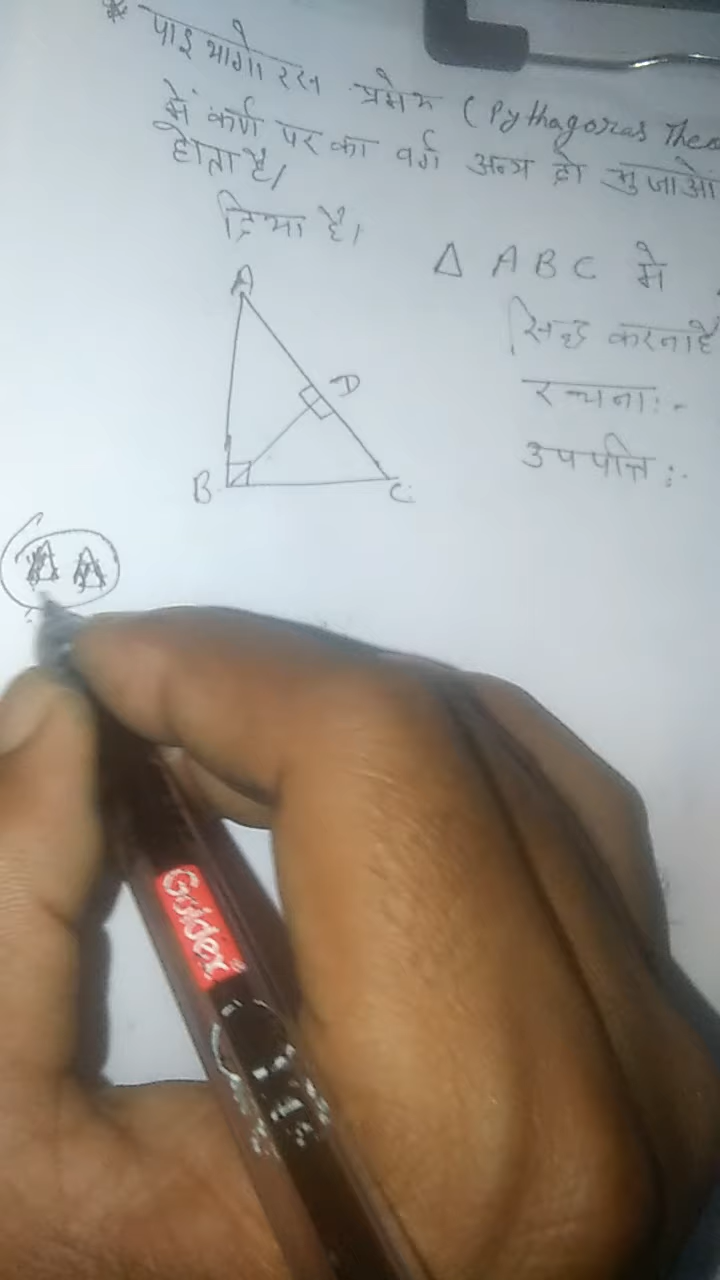 * पाइथागोरस प्रमेय (Pythagoras Theo
में कर्ण पर का वर्ग अन्य दो भुजाओं
होता है।
दिया है।
Δ ABC में
सिद्ध करना है
रचना :-
उपपत्ति :-
A
D
B
C
Goldex